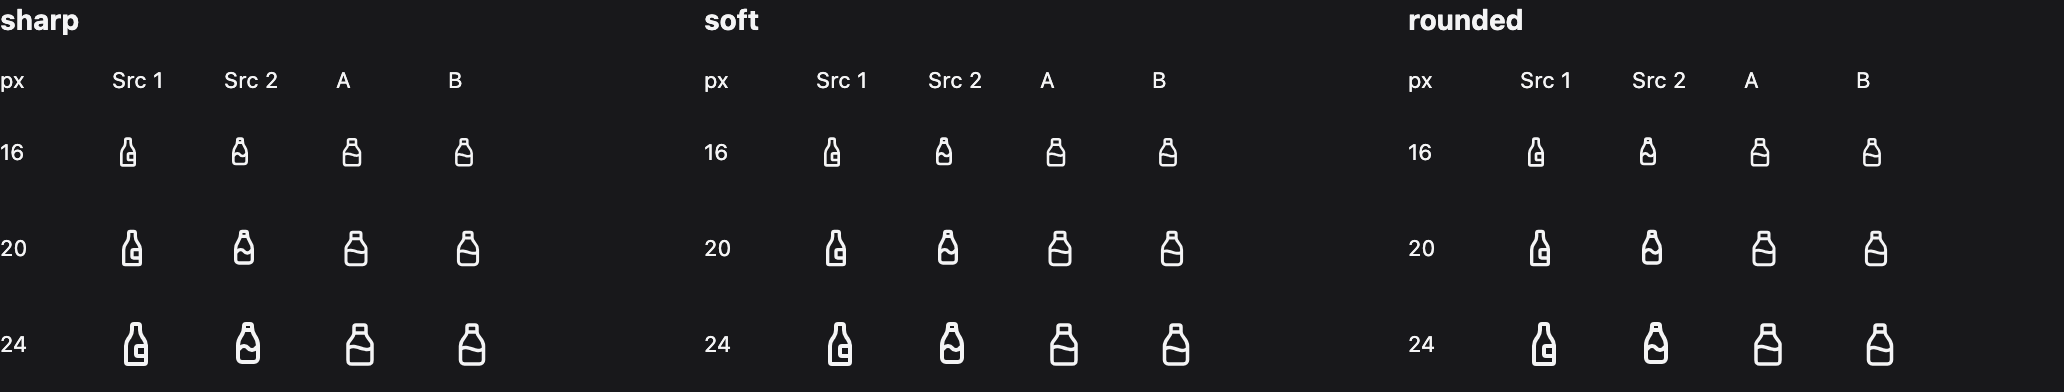 sharp soft rounded
px Src 1 Src 2 A B px Src 1 Src 2 A B px Src 1 Src 2 A B
16 16 16
20 20 20
24 24 24